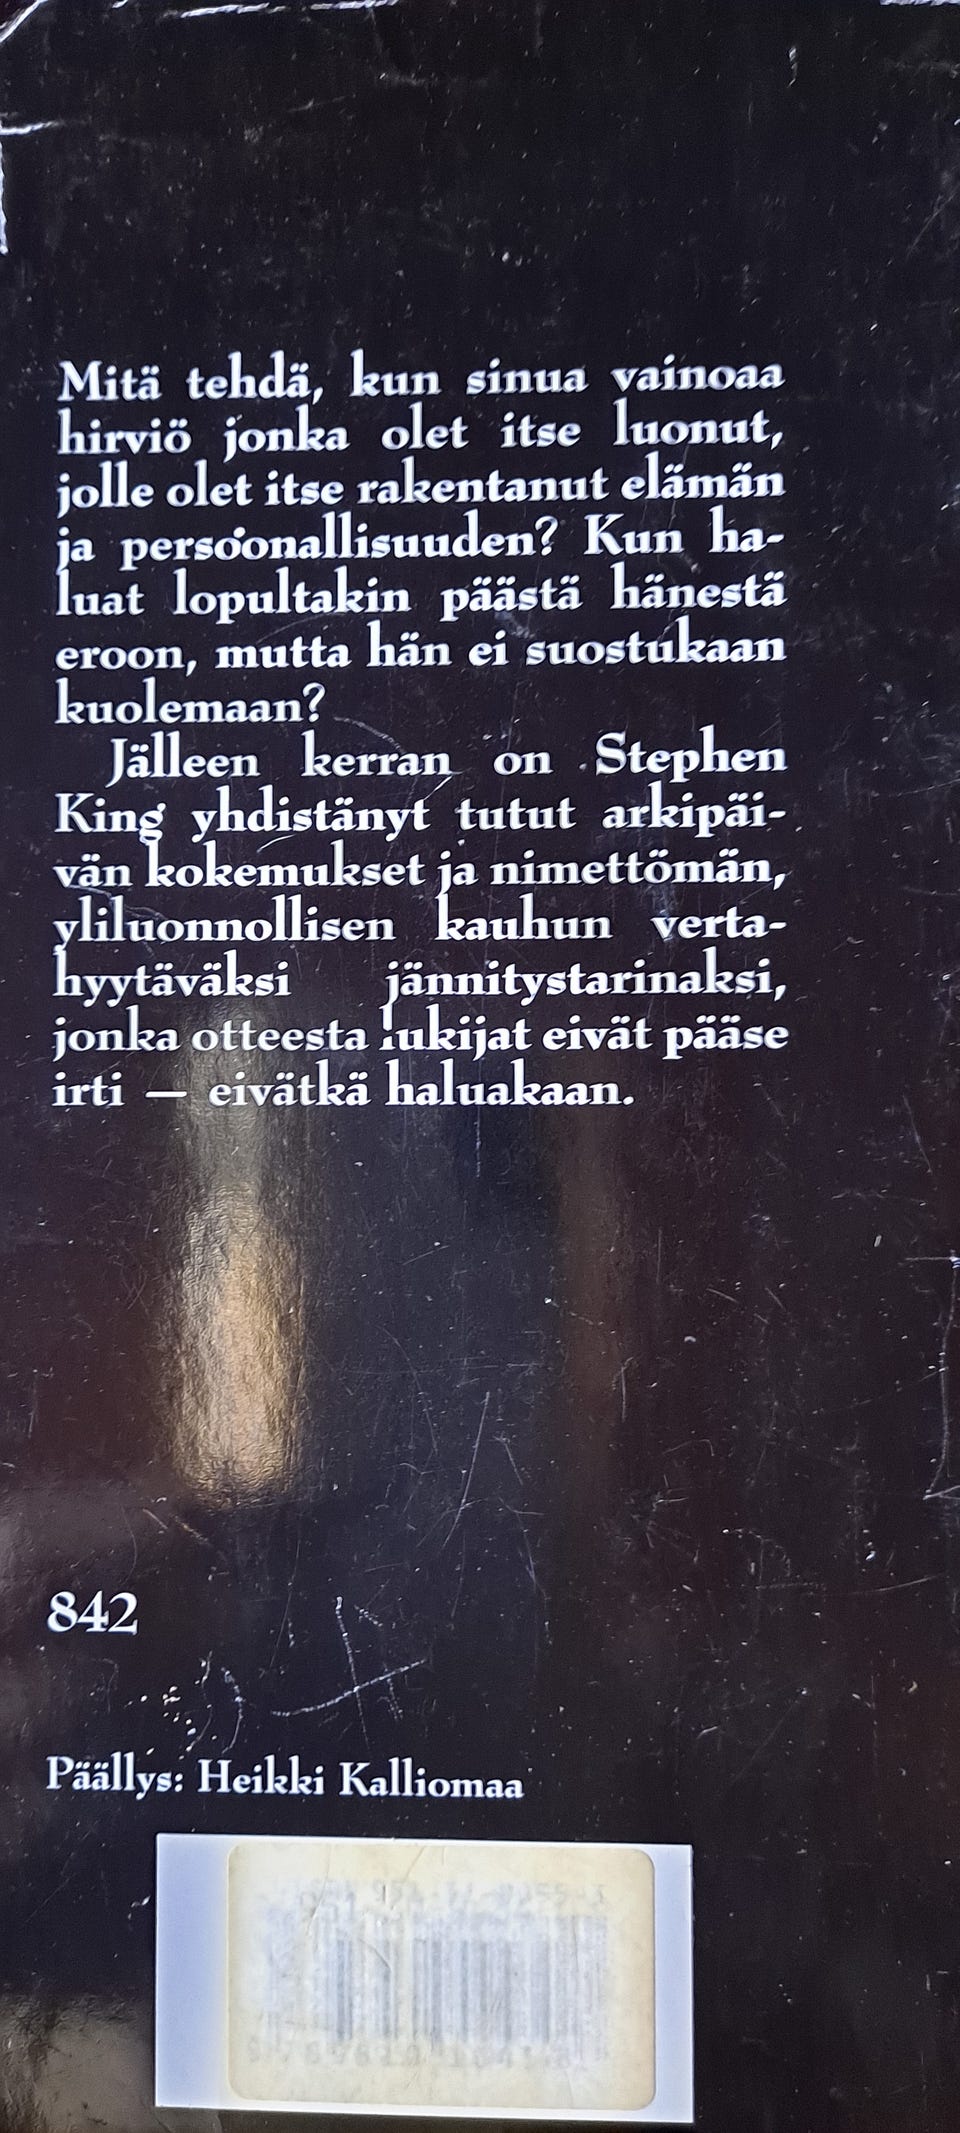 Mitä tehdä, kun sinua vainoaa
hirviö jonka olet itse luonut,
jolle olet itse rakentanut elämän
ja persoonallisuuden? Kun ha-
luat lopultakin päästä hänestä
eroon, mutta hän ei suostukaan
kuolemaan?
Jälleen kerran on Stephen
King yhdistänyt tutut arkipäi-
vän kokemukset ja nimettömän,
yliluonnollisen kauhun verta-
hyytäväksi jännitystarinaksi,
jonka otteesta lukijat eivät pääse
irti — eivätkä haluakaan.
842
Päällys: Heikki Kalliomaa